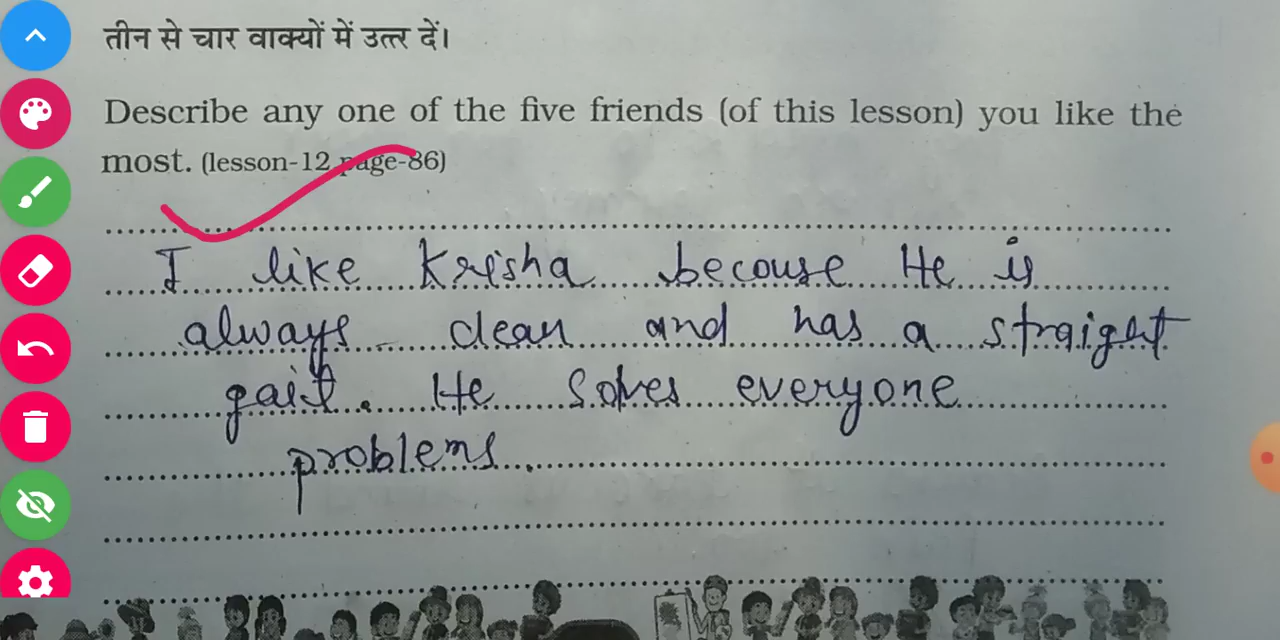 तीन से चार वाक्यों में उत्तर दें।
Describe any one of the five friends (of this lesson) you like the
most. (lesson-12 page-86)
I like Krisha becouse He is
always clean and has a straight
gait. He Solves everyone
problems.